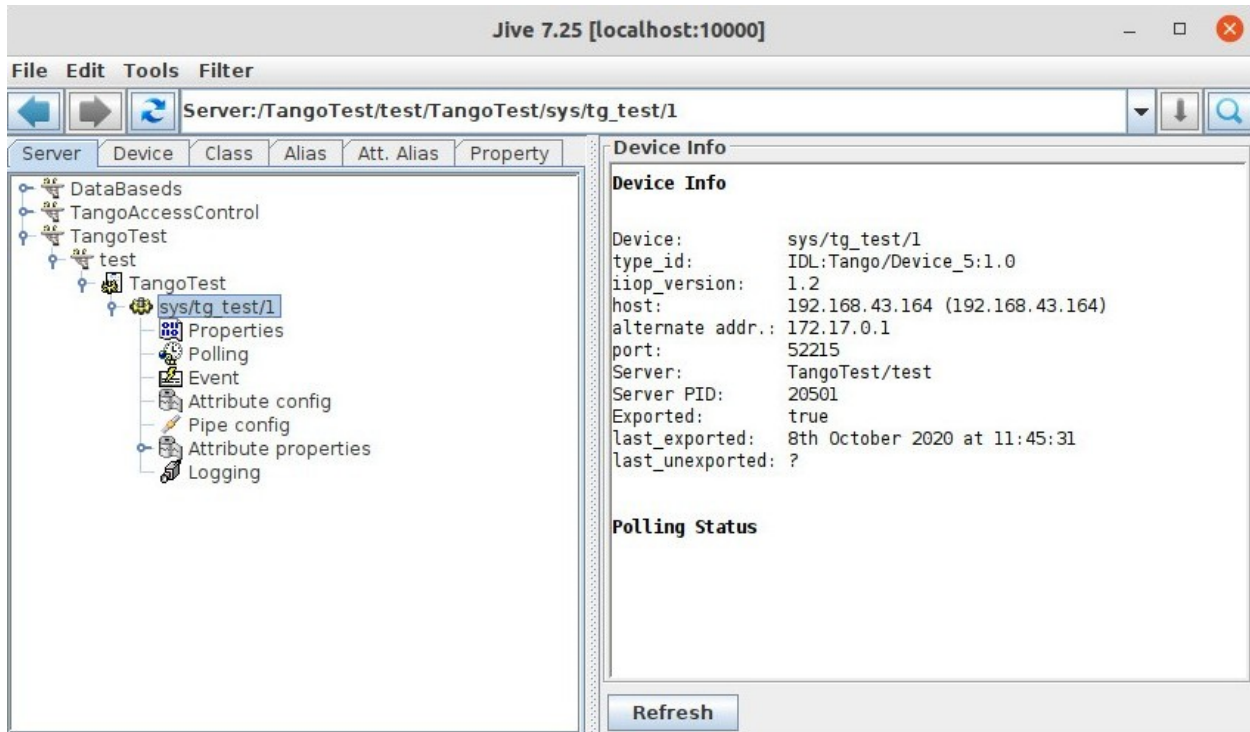 Jive 7.25 [localhost:10000]
File Edit Tools Filter
Server:/TangoTest/test/TangoTest/sys/tg_test/1
Server Device Class Alias Att. Alias Property
DataBaseds
TangoAccessControl
TangoTest
test
TangoTest
sys/tg_test/1
Properties
Polling
Event
Attribute config
Pipe config
Attribute properties
Logging
Device Info
Device Info
Device: sys/tg_test/1
type_id: IDL:Tango/Device_5:1.0
iiop_version: 1.2
host: 192.168.43.164 (192.168.43.164)
alternate addr.: 172.17.0.1
port: 52215
Server: TangoTest/test
Server PID: 20501
Exported: true
last_exported: 8th October 2020 at 11:45:31
last_unexported: ?
Polling Status
Refresh